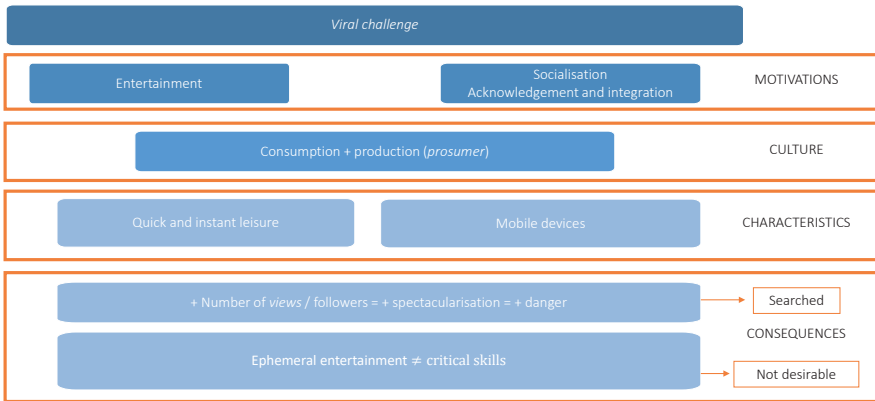 Viral challenge
Entertainment
Socialisation
Acknowledgement and integration
MOTIVATIONS
Consumption + production (prosumer)
CULTURE
Quick and instant leisure
Mobile devices
CHARACTERISTICS
+ Number of views / followers = + spectacularisation = + danger
Searched
CONSEQUENCES
Ephemeral entertainment ≠ critical skills
Not desirable